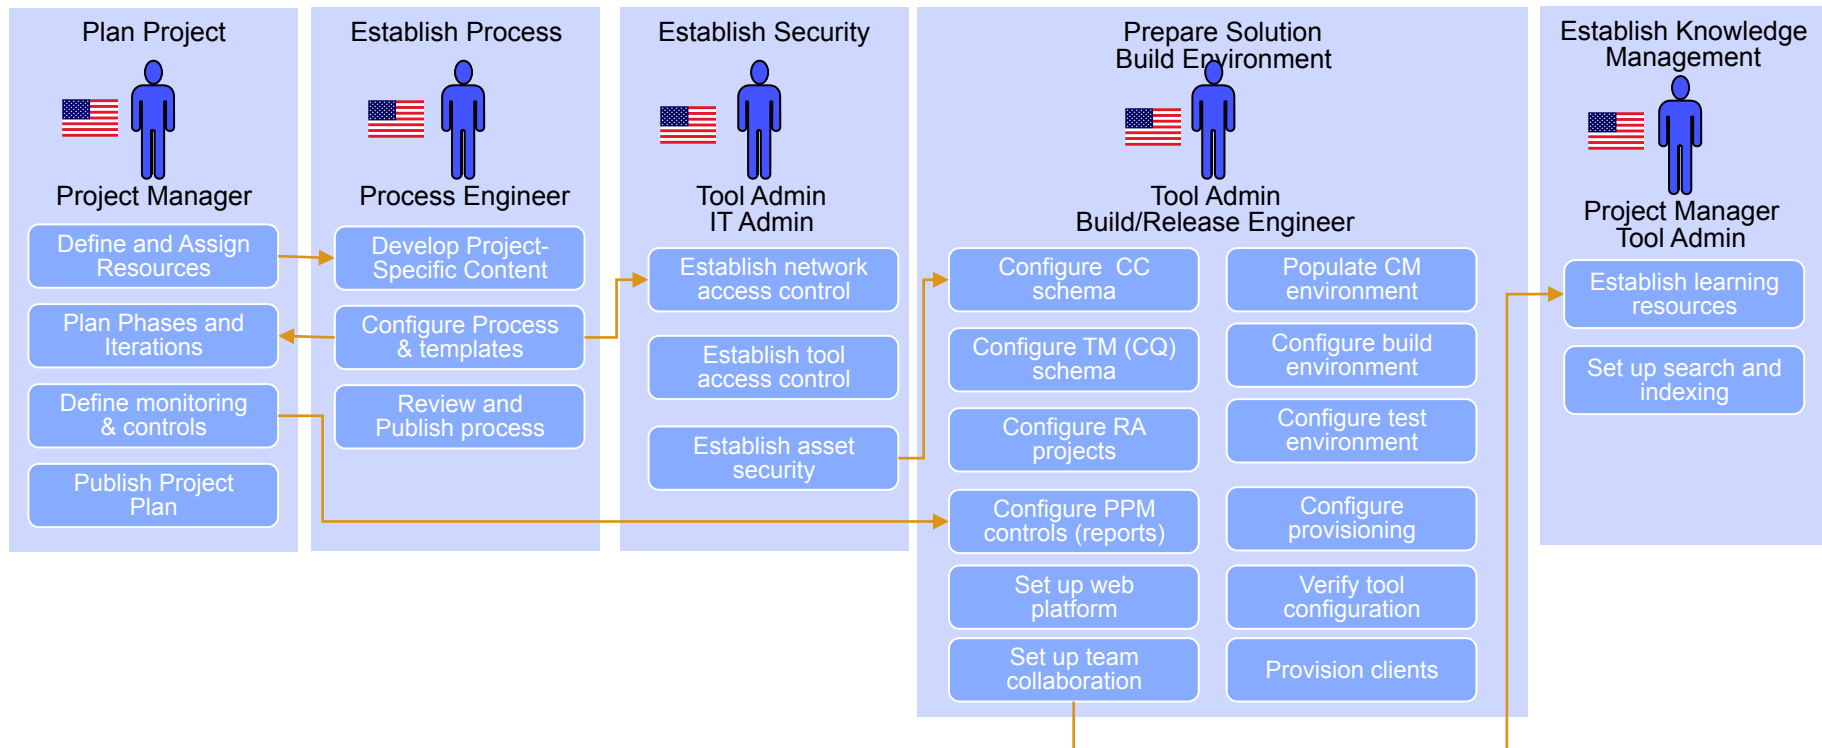 Plan Project
Project Manager
Define and Assign
Resources
Plan Phases and
Iterations
Define monitoring
& controls
Publish Project
Plan
Establish Process
Process Engineer
Develop Project-
Specific Content
Configure Process
& templates
Review and
Publish process
Establish Security
Tool Admin
IT Admin
Establish network
access control
Establish tool
access control
Establish asset
security
Prepare Solution
Build Environment
Tool Admin
Build/Release Engineer
Configure CC
schema
Configure TM (CQ)
schema
Configure RA
projects
Configure PPM
controls (reports)
Set up web
platform
Set up team
collaboration
Populate CM
environment
Configure build
environment
Configure test
environment
Configure
provisioning
Verify tool
configuration
Provision clients
Establish Knowledge
Management
Project Manager
Tool Admin
Establish learning
resources
Set up search and
indexing